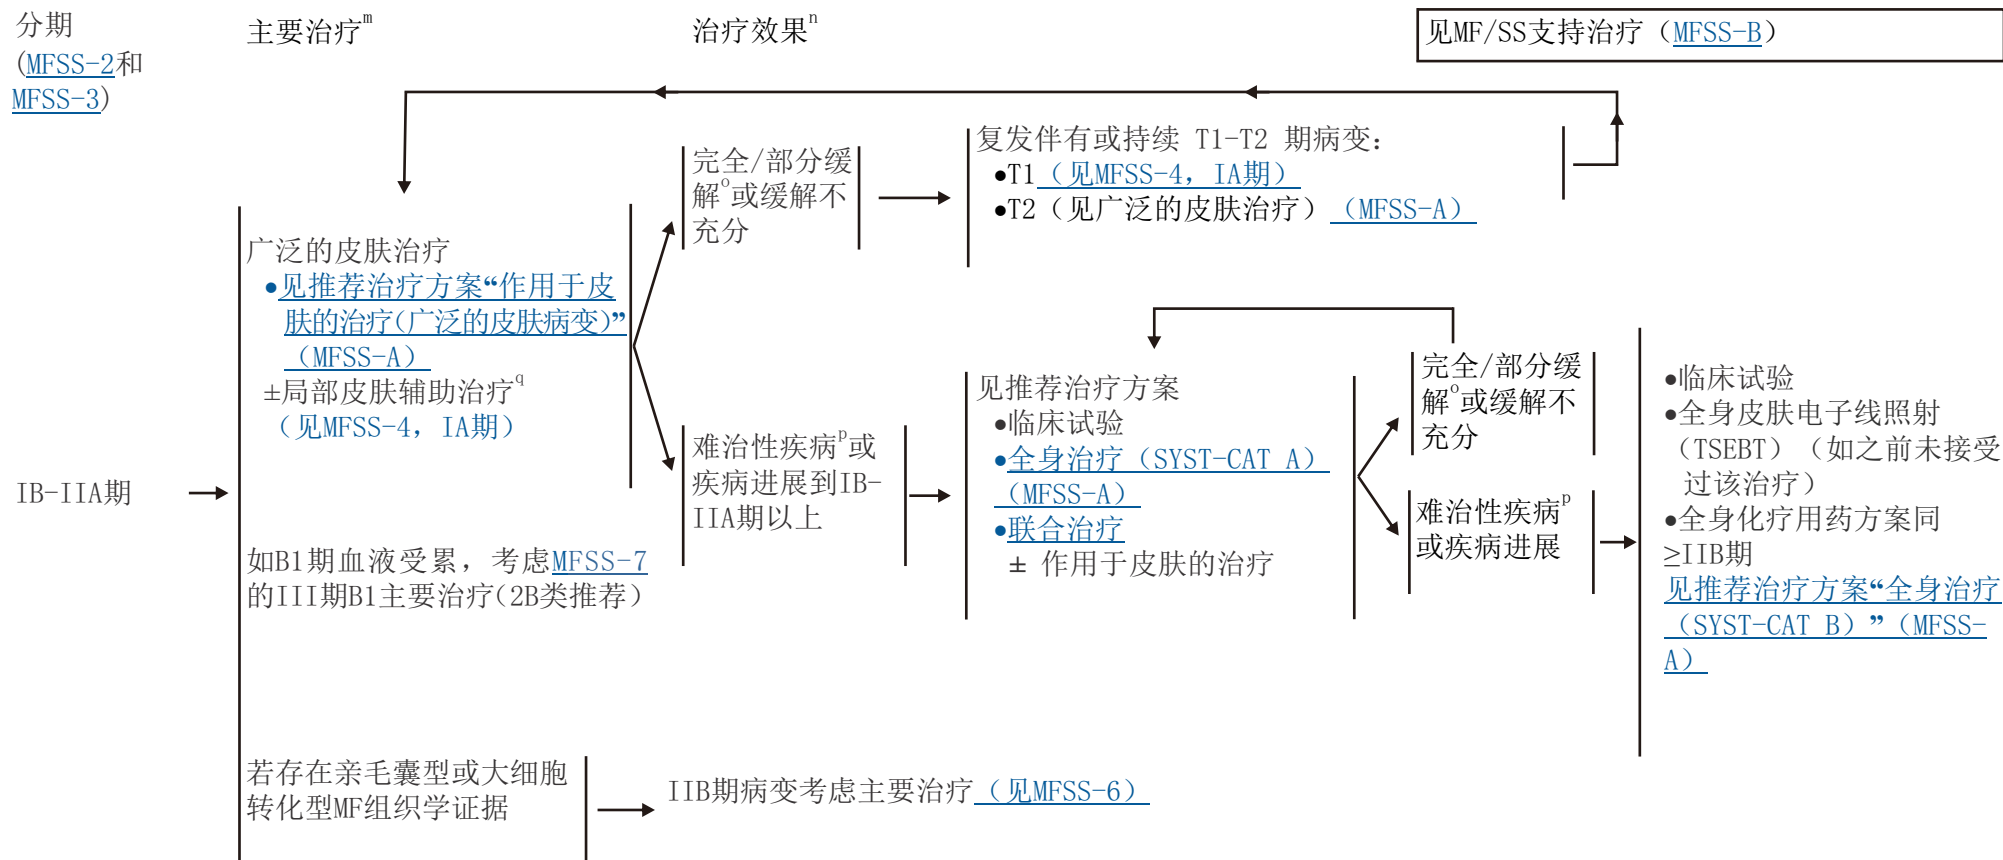 分期
(MFSS-2和
MFSS-3)
主要治疗m
治疗效果n
见MF/SS支持治疗（MFSS-B）
IB-IIA期
广泛的皮肤治疗
●见推荐治疗方案“作用于皮
肤的治疗(广泛的皮肤病变)”
（MFSS-A）
±局部皮肤辅助治疗q
（见MFSS-4，IA期）
如B1期血液受累，考虑MFSS-7
的III期B1主要治疗(2B类推荐)
若存在亲毛囊型或大细胞
转化型MF组织学证据
完全/部分缓
解o或缓解不
充分
难治性疾病p或
疾病进展到IB-
IIA期以上
IIB期病变考虑主要治疗（见MFSS-6）
复发伴有或持续 T1-T2 期病变：
●T1（见MFSS-4，IA期）
●T2（见广泛的皮肤治疗）（MFSS-A）
见推荐治疗方案
●临床试验
●全身治疗（SYST-CAT A）
（MFSS-A）
●联合治疗
± 作用于皮肤的治疗
完全/部分缓
解o或缓解不
充分
难治性疾病p
或疾病进展
●临床试验
●全身皮肤电子线照射
（TSEBT）（如之前未接受
过该治疗）
●全身化疗用药方案同
≥IIB期
见推荐治疗方案“全身治疗
（SYST-CAT B）”（MFSS-
A）